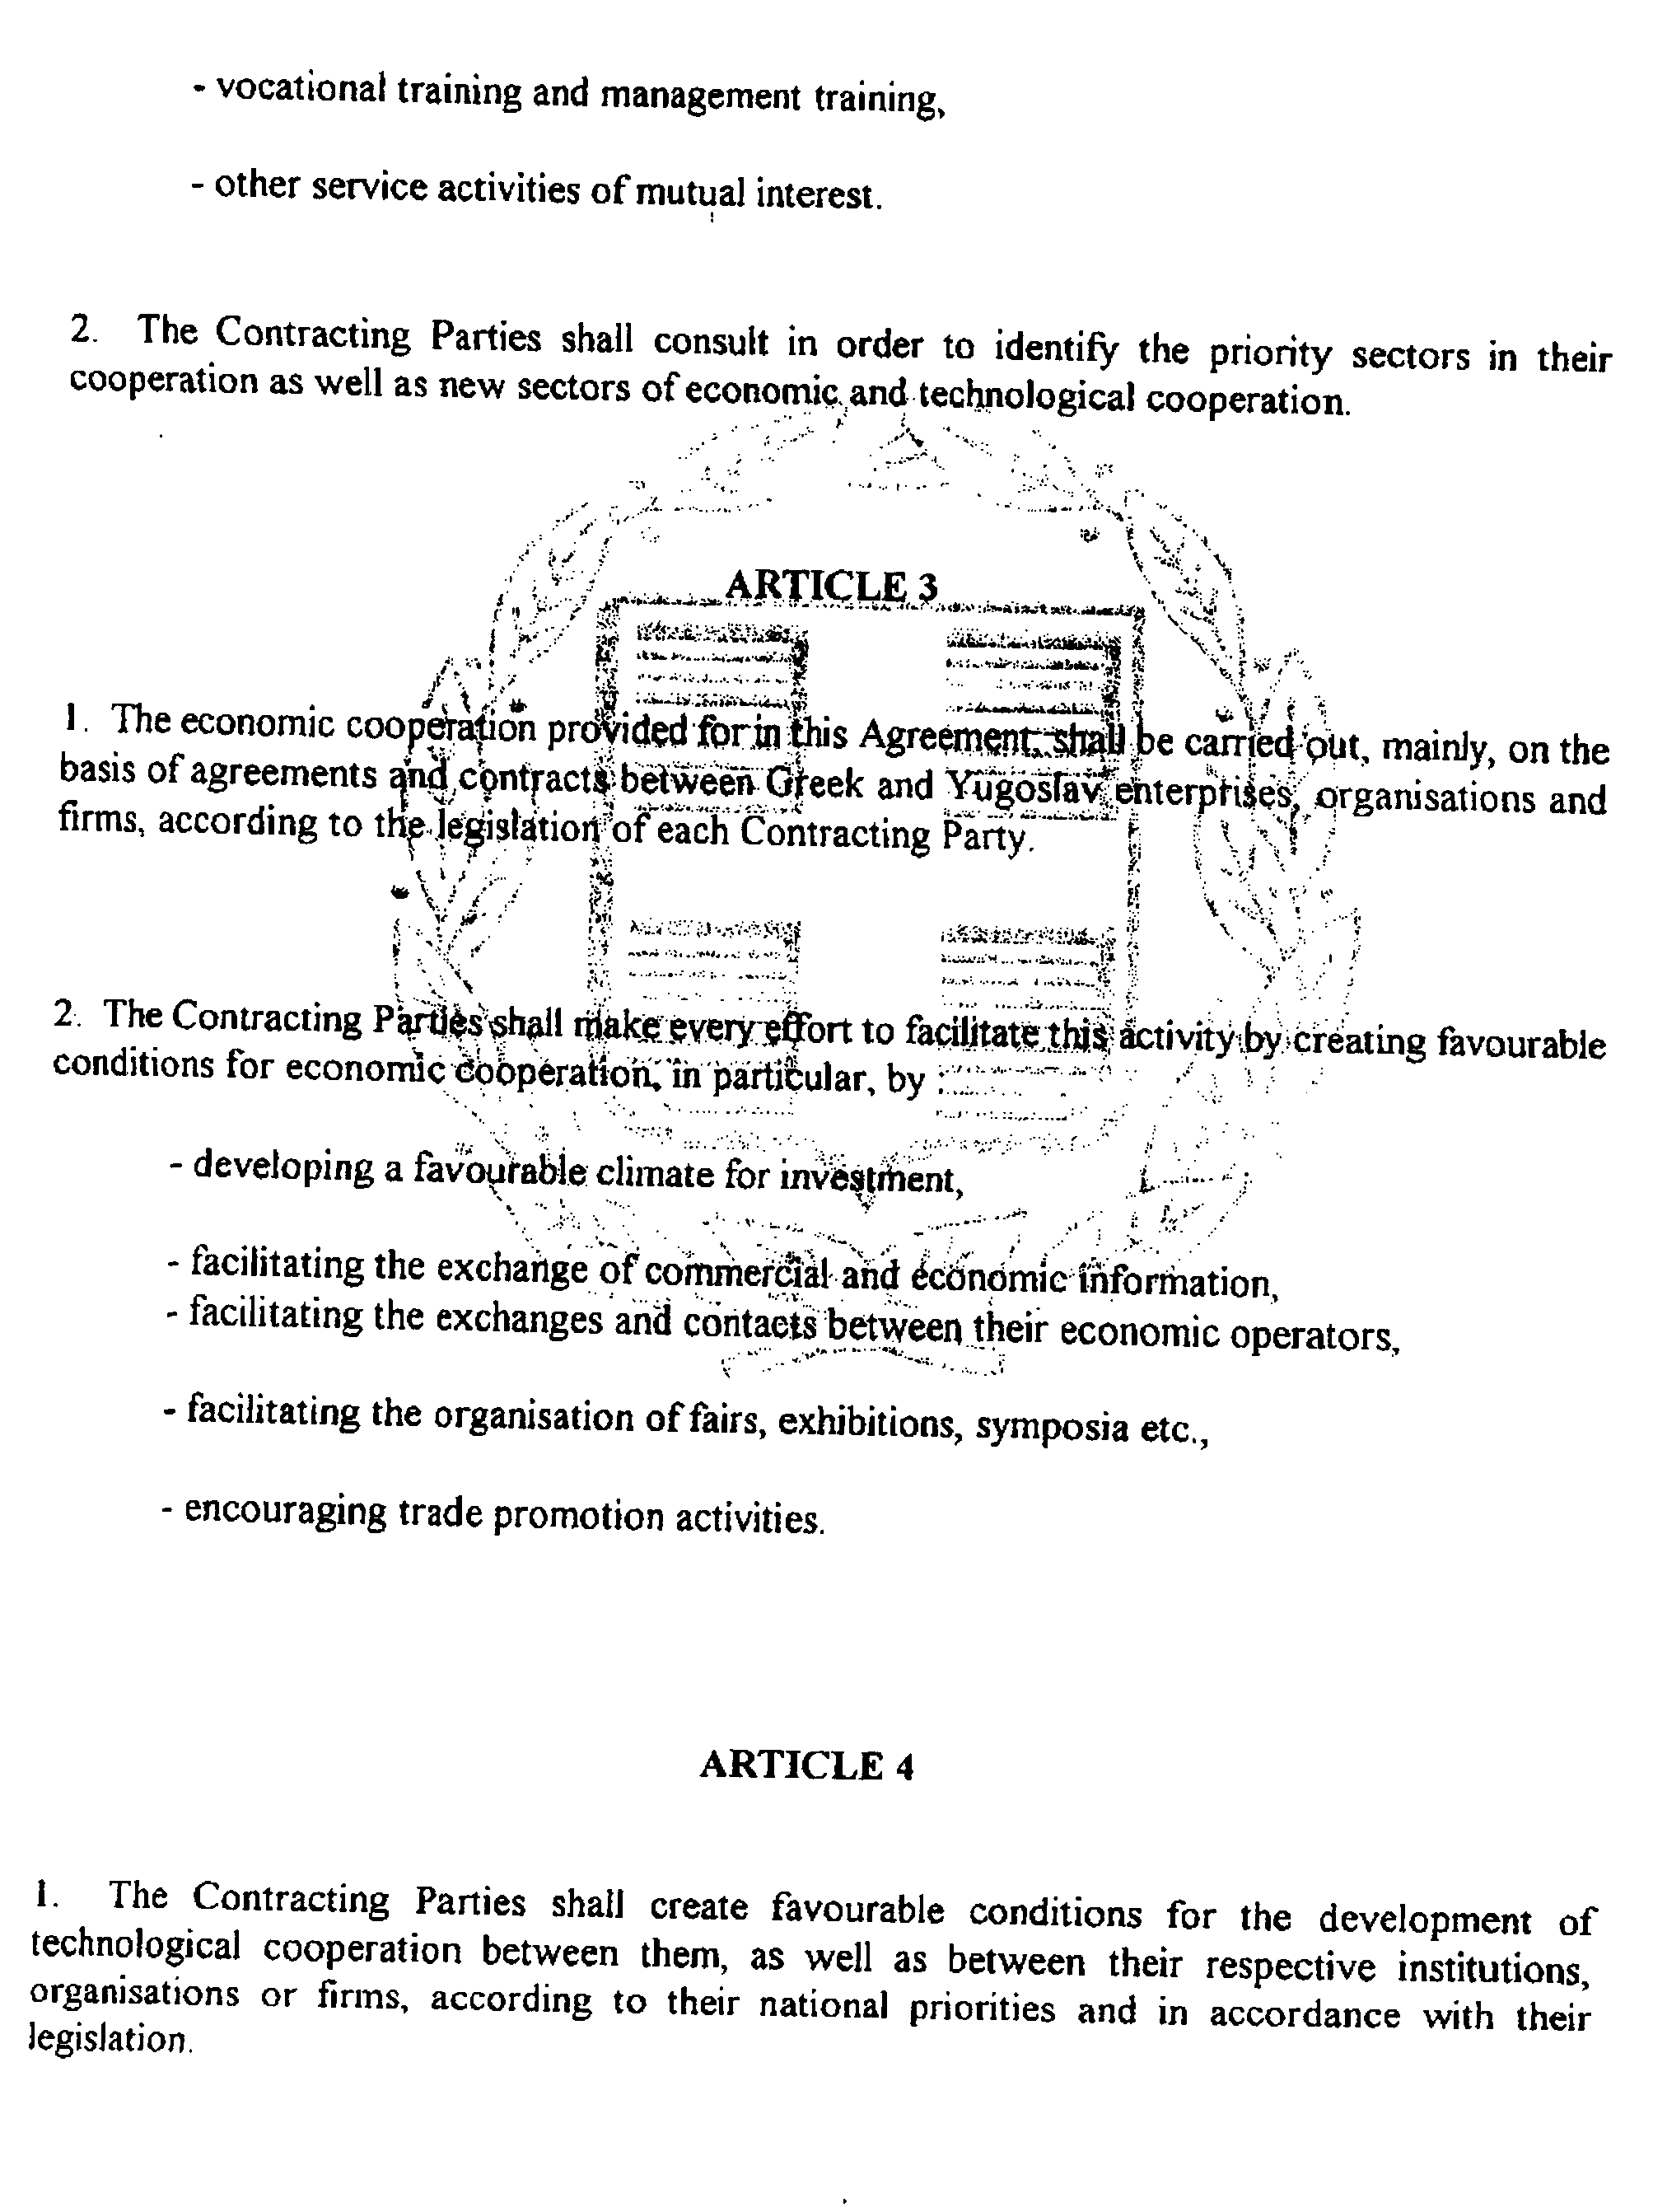 - vocational training and management training,
- other service activities of mutual interest.
2. The Contracting Parties shall consult in order to identify the priority sectors in their
cooperation as well as new sectors of economic and technological cooperation.
ARTICLE 3
1. The economic cooperation provided for in this Agreement, shall be carried out, mainly, on the
basis of agreements and contracts between Greek and Yugoslav enterprises, organisations and
firms, according to the legislation of each Contracting Party.
2. The Contracting Parties shall make every effort to facilitate this activity by creating favourable
conditions for economic cooperation, in particular, by :
- developing a favourable climate for investment,
- facilitating the exchange of commercial and economic information,
- facilitating the exchanges and contacts between their economic operators,
- facilitating the organisation of fairs, exhibitions, symposia etc.,
- encouraging trade promotion activities.
ARTICLE 4
1. The Contracting Parties shall create favourable conditions for the development of
technological cooperation between them, as well as between their respective institutions,
organisations or firms, according to their national priorities and in accordance with their
legislation.